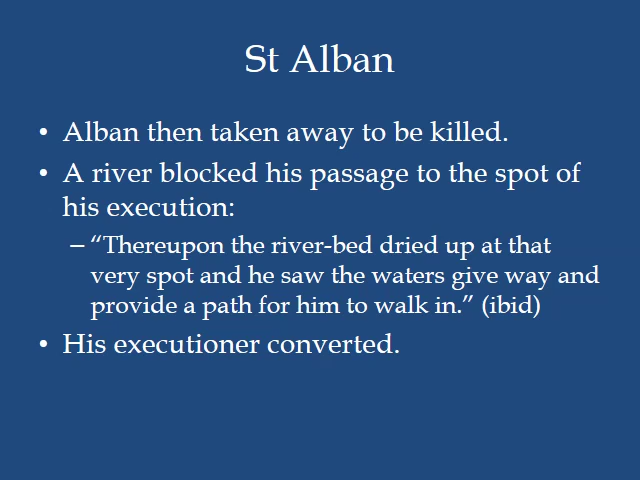 St Alban
• Alban then taken away to be killed.
• A river blocked his passage to the spot of
his execution:
– “Thereupon the river-bed dried up at that
very spot and he saw the waters give way and
provide a path for him to walk in.” (ibid)
• His executioner converted.